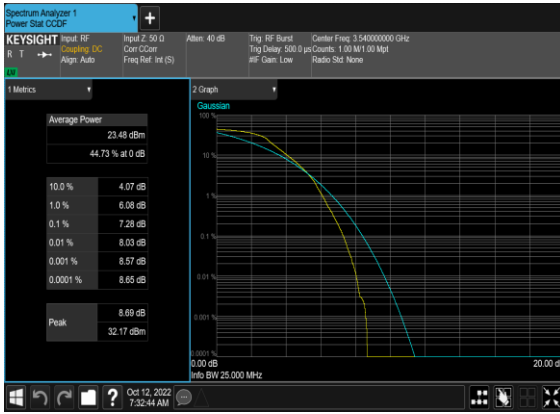 Spectrum Analyzer 1
Power Stat CCDF
KEYSIGHT
R T
Input: RF
Coupling: DC
Align: Auto
Input Z: 50 Ω
Corr CCorr
Freq Ref: Int (S)
Atten: 40 dB
Trig: RF Burst
Trig Delay: 500.0 µs
#IF Gain: Low
Center Freq: 3.540000000 GHz
Counts: 1.00 M/1.00 Mpt
Radio Std: None
1 Metrics
Average Power
23.48 dBm
44.73 % at 0 dB
10.0 % 4.07 dB
1.0 % 6.08 dB
0.1 % 7.28 dB
0.01 % 8.03 dB
0.001 % 8.57 dB
0.0001 % 8.65 dB
Peak
8.69 dB
32.17 dBm
2 Graph
Gaussian
100 %
10 %
1 %
0.1 %
0.01 %
0.001 %
0.0001 %
0.00 dB
20.00 d
Info BW 25.000 MHz
?
Oct 12, 2022
7:32:44 AM